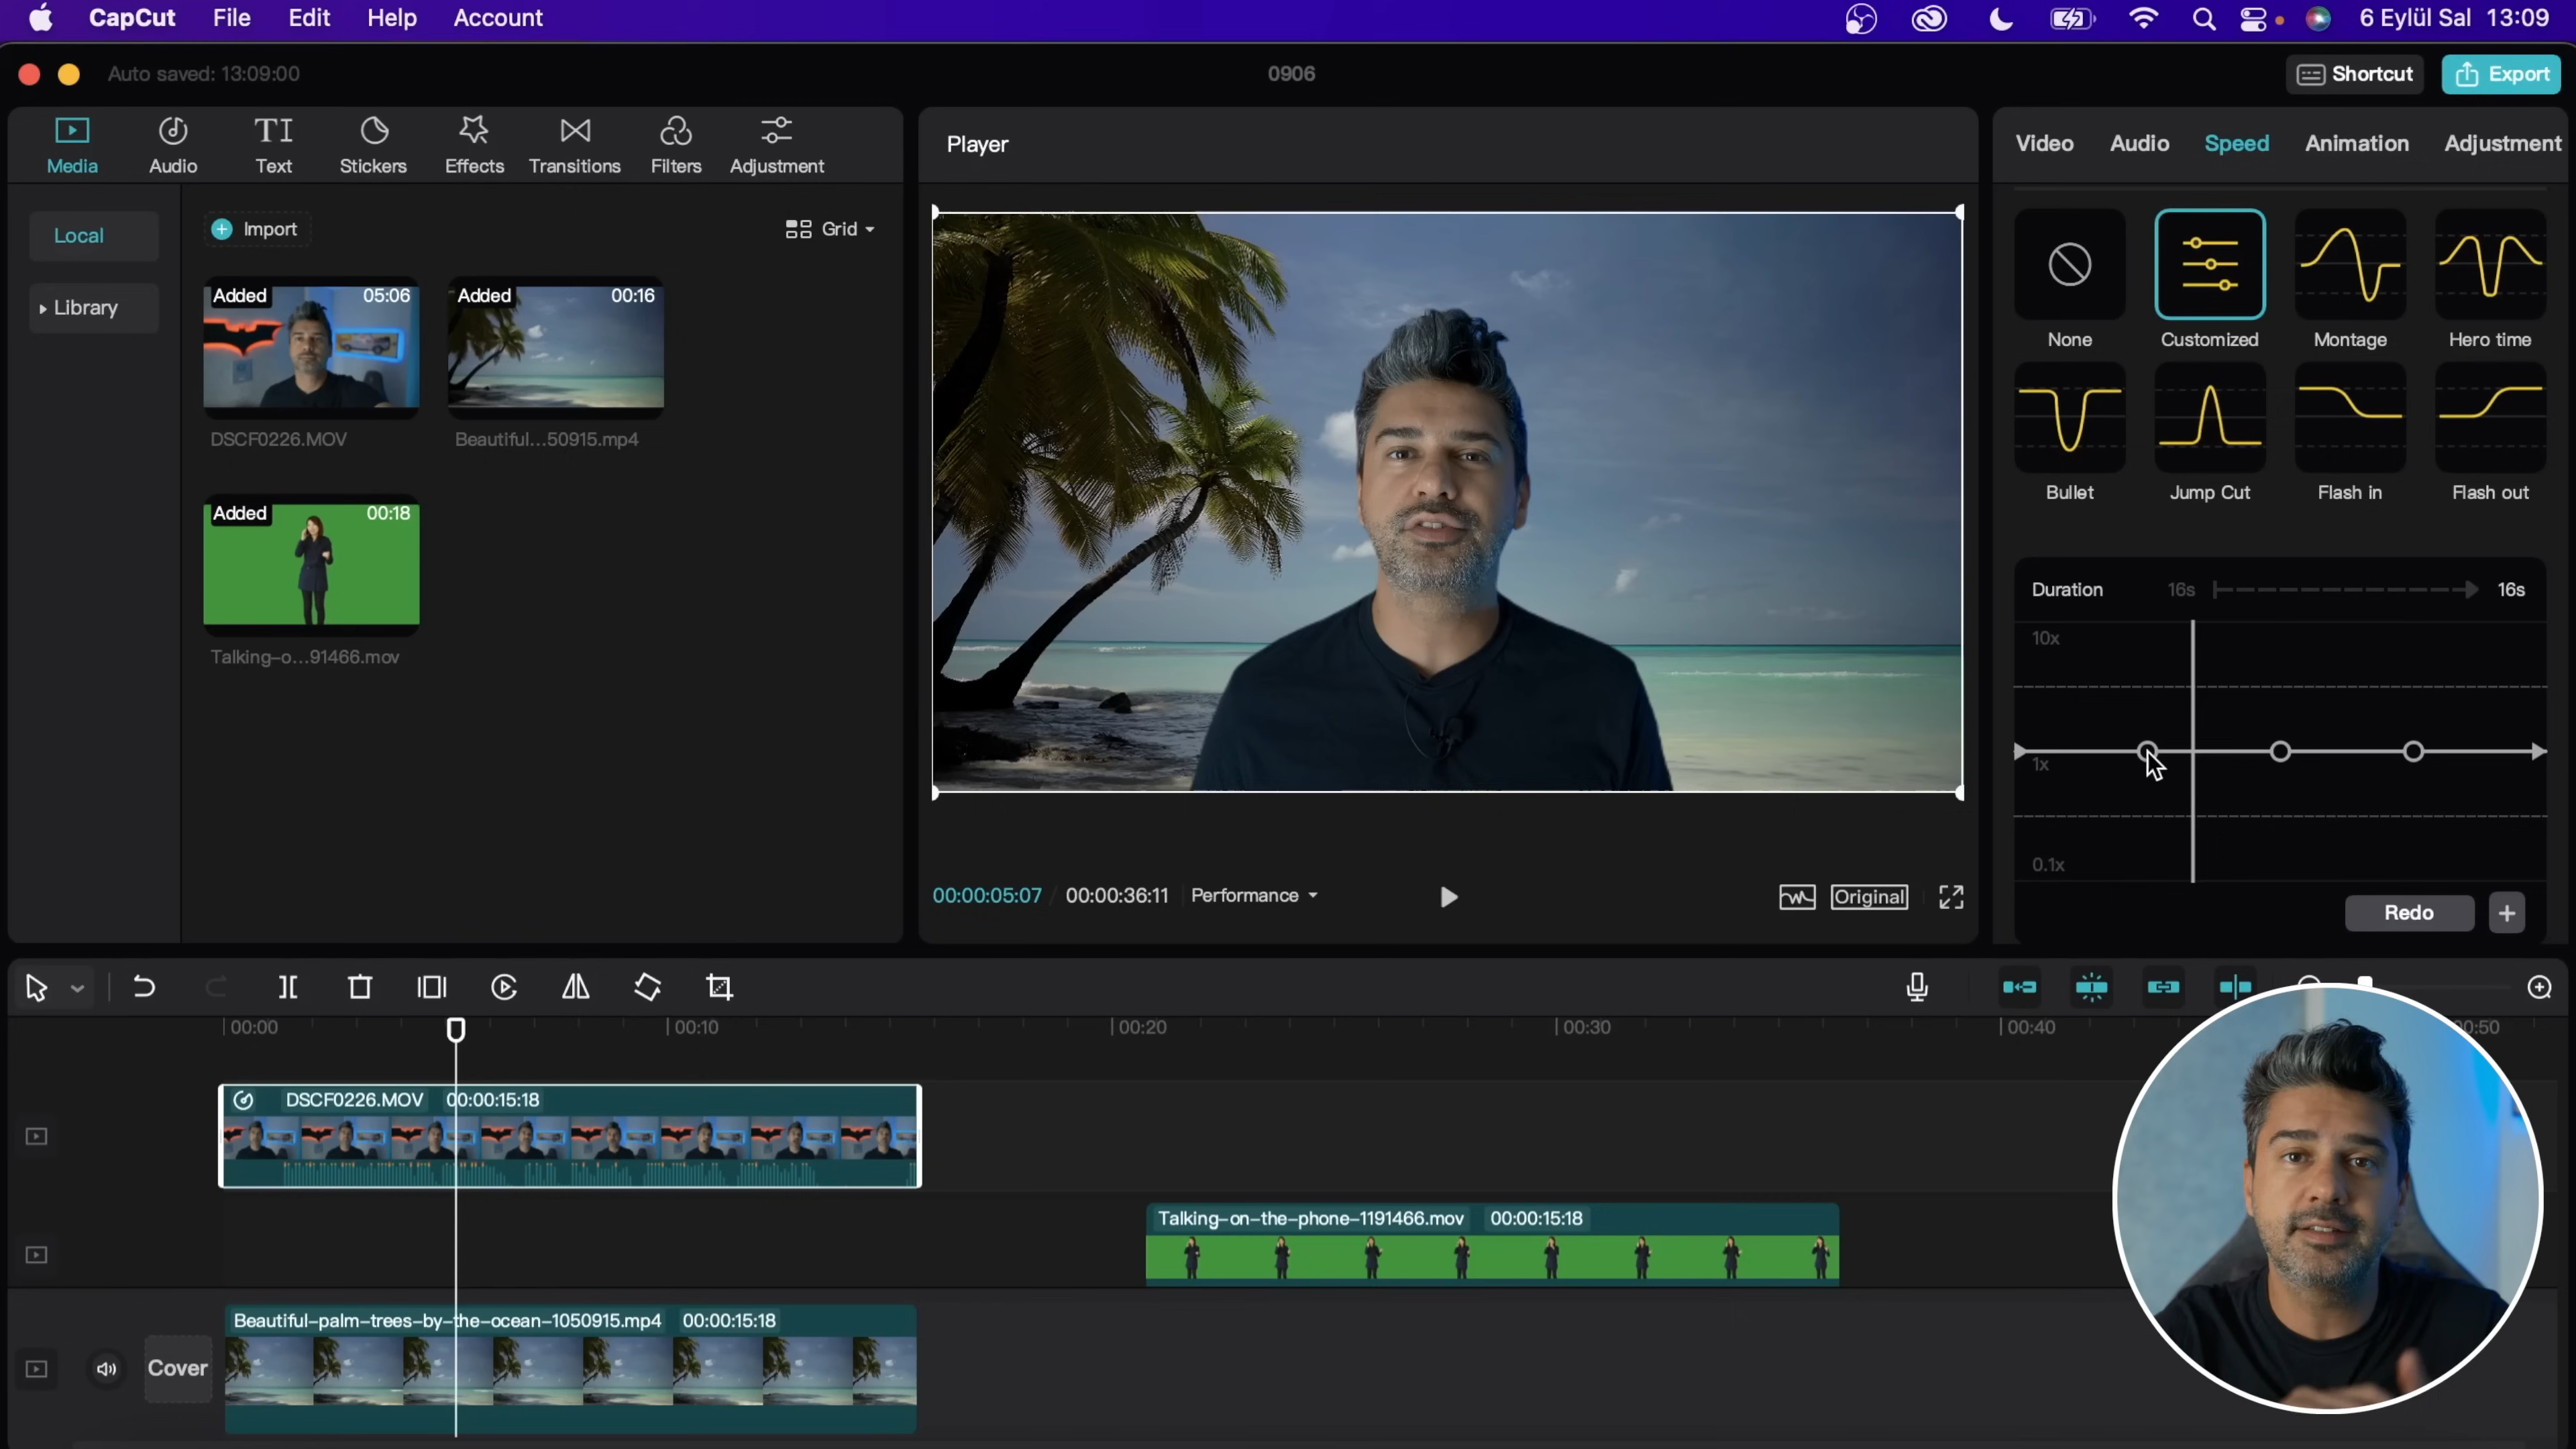 CapCut File Edit Help Account 6 Eylül Sal 13:09
Auto saved: 13:09:00 0906 Shortcut Export
Media Audio Text Stickers Effects Transitions Filters Adjustment
Local
Library
Import Grid
Added 05:06
DSCF0226.MOV
Added 00:16
Beautiful...50915.mp4
Added 00:18
Talking-o...91466.mov
Player
00:00:05:07 / 00:00:36:11 Performance Original
Video Audio Speed Animation Adjustment
None Customized Montage Hero time
Bullet Jump Cut Flash in Flash out
Duration 16s 16s
10x
1x
0.1x
Redo
00:00 00:10 00:20 00:30 00:40 00:50
DSCF0226.MOV 00:00:15:18
Talking-on-the-phone-1191466.mov 00:00:15:18
Beautiful-palm-trees-by-the-ocean-1050915.mp4 00:00:15:18
Cover